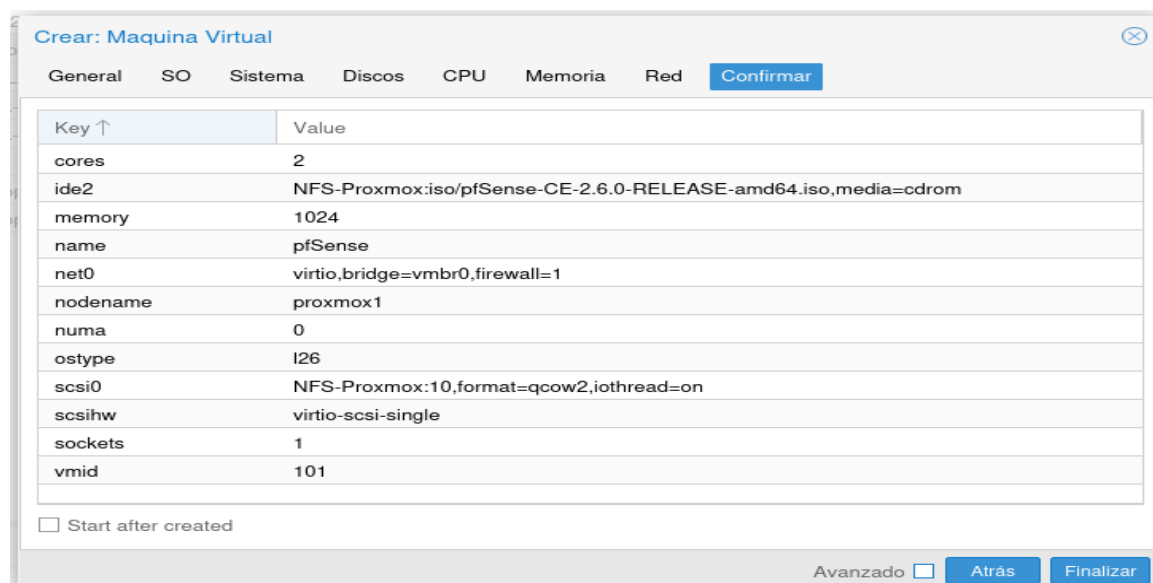 Crear: Maquina Virtual
General SO Sistema Discos CPU Memoria Red Confirmar
Key ↑ Value
cores 2
ide2 NFS-Proxmox:iso/pfSense-CE-2.6.0-RELEASE-amd64.iso,media=cdrom
memory 1024
name pfSense
net0 virtio,bridge=vmbr0,firewall=1
nodename proxmox1
numa 0
ostype l26
scsi0 NFS-Proxmox:10,format=qcow2,iothread=on
scsihw virtio-scsi-single
sockets 1
vmid 101
Start after created
Avanzado Atrás Finalizar